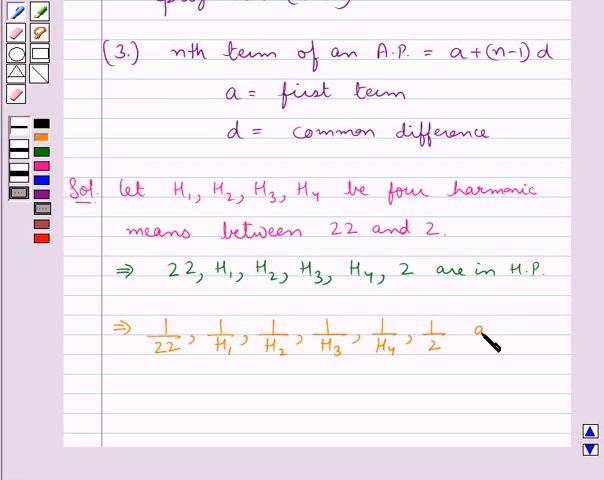 (3.) nth term of an A.P. = a+(n-1) d
a = first term
d = common difference
Sol. Let H₁, H₂, H₃, H₄ be four harmonic
means between 22 and 2.
⇒ 22, H₁, H₂, H₃, H₄, 2 are in H.P.
⇒ 1/22, 1/H₁, 1/H₂, 1/H₃, 1/H₄, 1/2 a